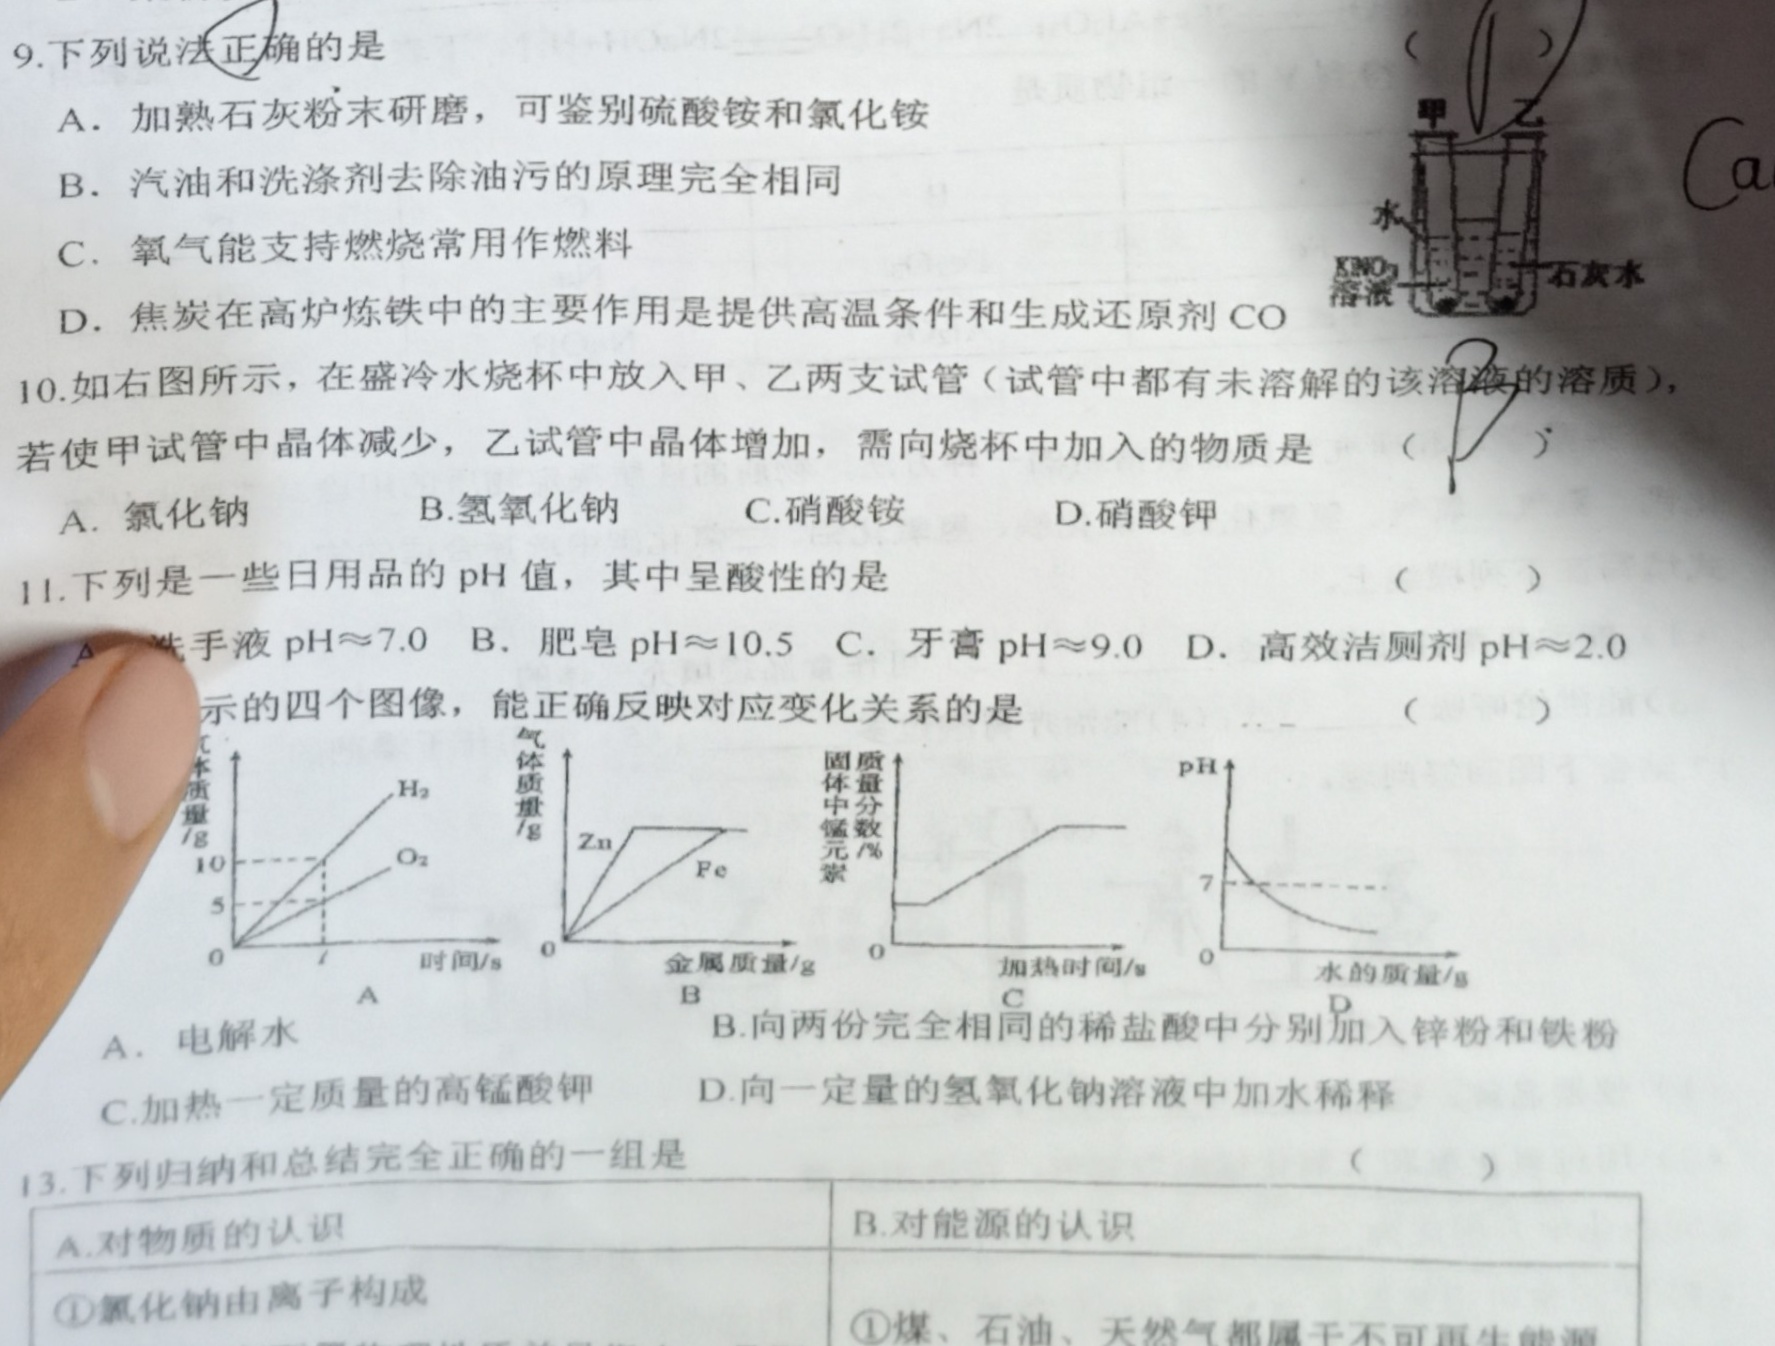 9.下列说法正确的是 ( )
A. 加熟石灰粉末研磨，可鉴别硫酸铵和氯化铵
B. 汽油和洗涤剂去除油污的原理完全相同
C. 氧气能支持燃烧常用作燃料
D. 焦炭在高炉炼铁中的主要作用是提供高温条件和生成还原剂 CO
甲 乙
水
KNO₃
溶液
石灰水
10.如右图所示，在盛冷水烧杯中放入甲、乙两支试管（试管中都有未溶解的该溶液的溶质），
若使甲试管中晶体减少，乙试管中晶体增加，需向烧杯中加入的物质是 ( )
A. 氯化钠 B.氢氧化钠 C.硝酸铵 D.硝酸钾
11.下列是一些日用品的 pH 值，其中呈酸性的是 ( )
A 洗手液 pH≈7.0 B. 肥皂 pH≈10.5 C. 牙膏 pH≈9.0 D. 高效洁厕剂 pH≈2.0
示的四个图像，能正确反映对应变化关系的是 ( )
体质量/g
H₂
O₂
10
5
0
t
时间/s
A
气体质量/g
Zn
Fe
0
金属质量/g
B
固体中锰元素
质量分数/%
0
加热时间/s
C
pH
7
0
水的质量/g
D
A. 电解水 B.向两份完全相同的稀盐酸中分别加入锌粉和铁粉
C.加热一定质量的高锰酸钾 D.向一定量的氢氧化钠溶液中加水稀释
13.下列归纳和总结完全正确的一组是 ( )
A.对物质的认识 B.对能源的认识
①氯化钠由离子构成
①煤、石油、天然气都属于不可再生能源